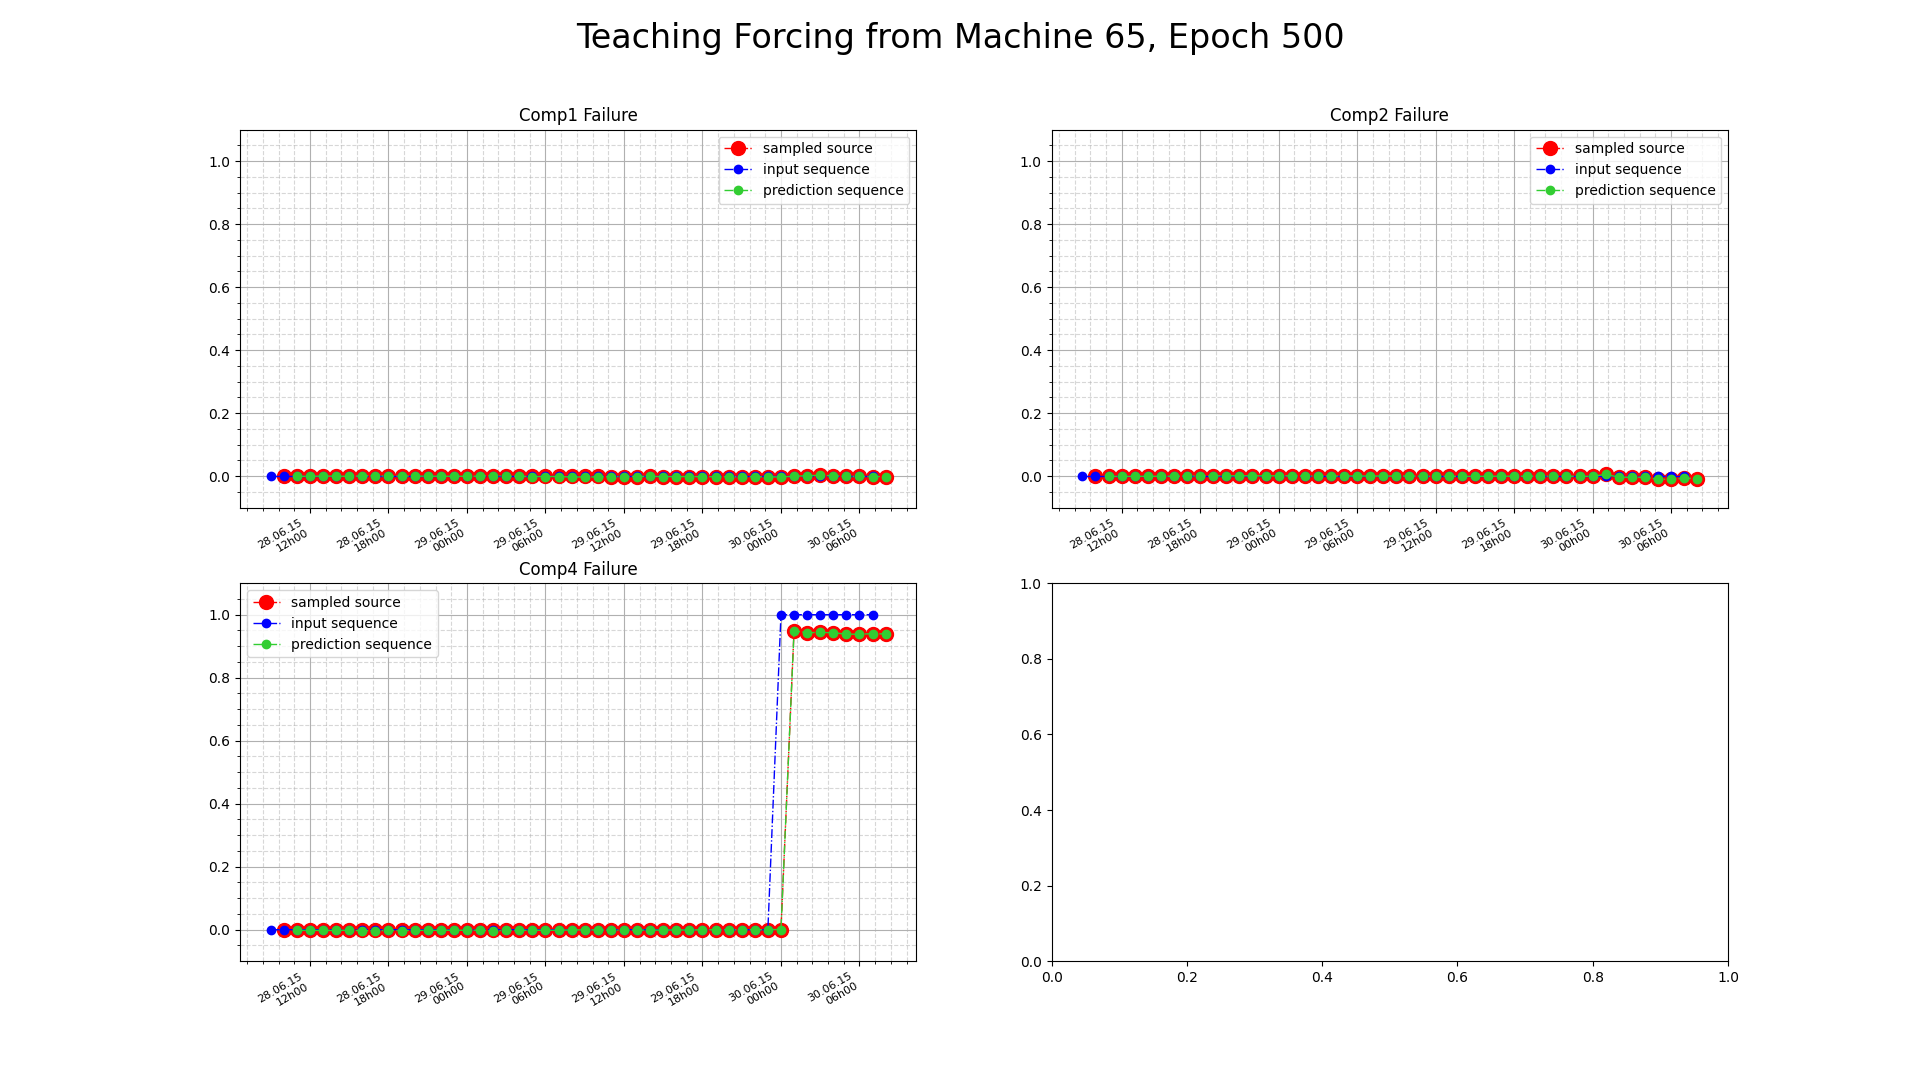 Teaching Forcing from Machine 65, Epoch 500
Comp1 Failure
1.0
0.8
0.6
0.4
0.2
0.0
sampled source
input sequence
prediction sequence
28.06.15
12h00
28.06.15
18h00
29.06.15
00h00
29.06.15
06h00
29.06.15
12h00
29.06.15
18h00
30.06.15
00h00
30.06.15
06h00
Comp2 Failure
1.0
0.8
0.6
0.4
0.2
0.0
sampled source
input sequence
prediction sequence
28.06.15
12h00
28.06.15
18h00
29.06.15
00h00
29.06.15
06h00
29.06.15
12h00
29.06.15
18h00
30.06.15
00h00
30.06.15
06h00
Comp4 Failure
1.0
0.8
0.6
0.4
0.2
0.0
sampled source
input sequence
prediction sequence
28.06.15
12h00
28.06.15
18h00
29.06.15
00h00
29.06.15
06h00
29.06.15
12h00
29.06.15
18h00
30.06.15
00h00
30.06.15
06h00
1.0
0.8
0.6
0.4
0.2
0.0
0.0
0.2
0.4
0.6
0.8
1.0